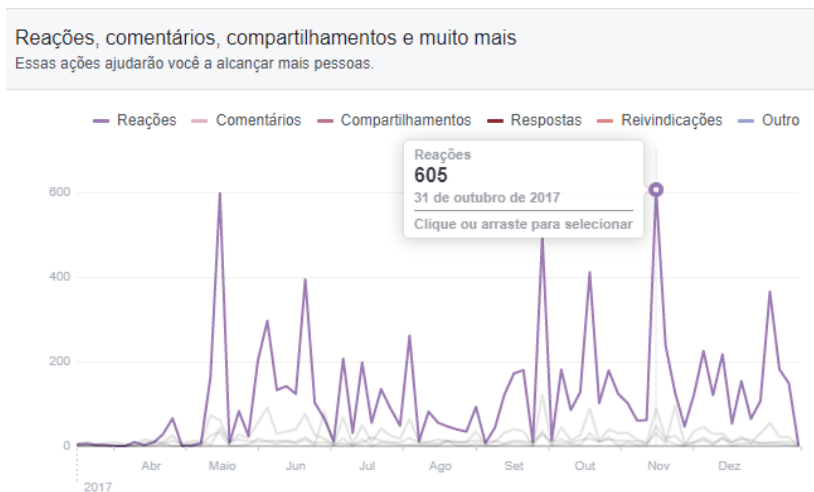 Reações, comentários, compartilhamentos e muito mais
Essas ações ajudarão você a alcançar mais pessoas.
Reações Comentários Compartilhamentos Respostas Reivindicações Outro
Reações
605
31 de outubro de 2017
Clique ou arraste para selecionar
600
400
200
0
Abr Maio Jun Jul Ago Set Out Nov Dez
2017